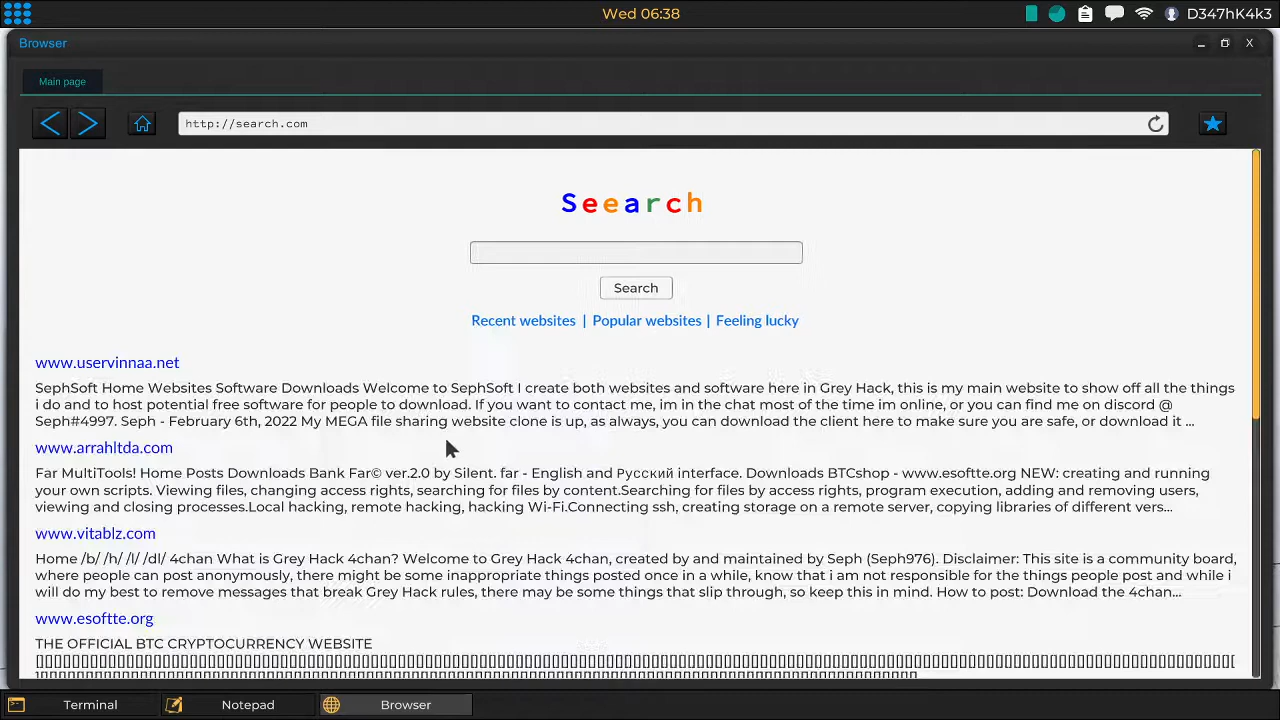 Wed 06:38
D347hK4k3
Browser
Main page
http://search.com
Seearch
Search
Recent websites | Popular websites | Feeling lucky
www.uservinnaa.net
SephSoft Home Websites Software Downloads Welcome to SephSoft I create both websites and software here in Grey Hack, this is my main website to show off all the things
i do and to host potential free software for people to download. If you want to contact me, im in the chat most of the time im online, or you can find me on discord @
Seph#4997. Seph - February 6th, 2022 My MEGA file sharing website clone is up, as always, you can download the client here to make sure you are safe, or download it ...
www.arrahltda.com
Far MultiTools! Home Posts Downloads Bank Far© ver.2.0 by Silent. far - English and Русский interface. Downloads BTCshop - www.esoftte.org NEW: creating and running
your own scripts. Viewing files, changing access rights, searching for files by content.Searching for files by access rights, program execution, adding and removing users,
viewing and closing processes.Local hacking, remote hacking, hacking Wi-Fi.Connecting ssh, creating storage on a remote server, copying libraries of different vers...
www.vitablz.com
Home /b/ /h/ /l/ /dl/ 4chan What is Grey Hack 4chan? Welcome to Grey Hack 4chan, created by and maintained by Seph (Seph976). Disclaimer: This site is a community board,
where people can post anonymously, there might be some inappropriate things posted once in a while, know that i am not responsible for the things people post and while i
will do my best to remove messages that break Grey Hack rules, there may be some things that slip through, so keep this in mind. How to post: Download the 4chan...
www.esoftte.org
THE OFFICIAL BTC CRYPTOCURRENCY WEBSITE
Terminal
Notepad
Browser